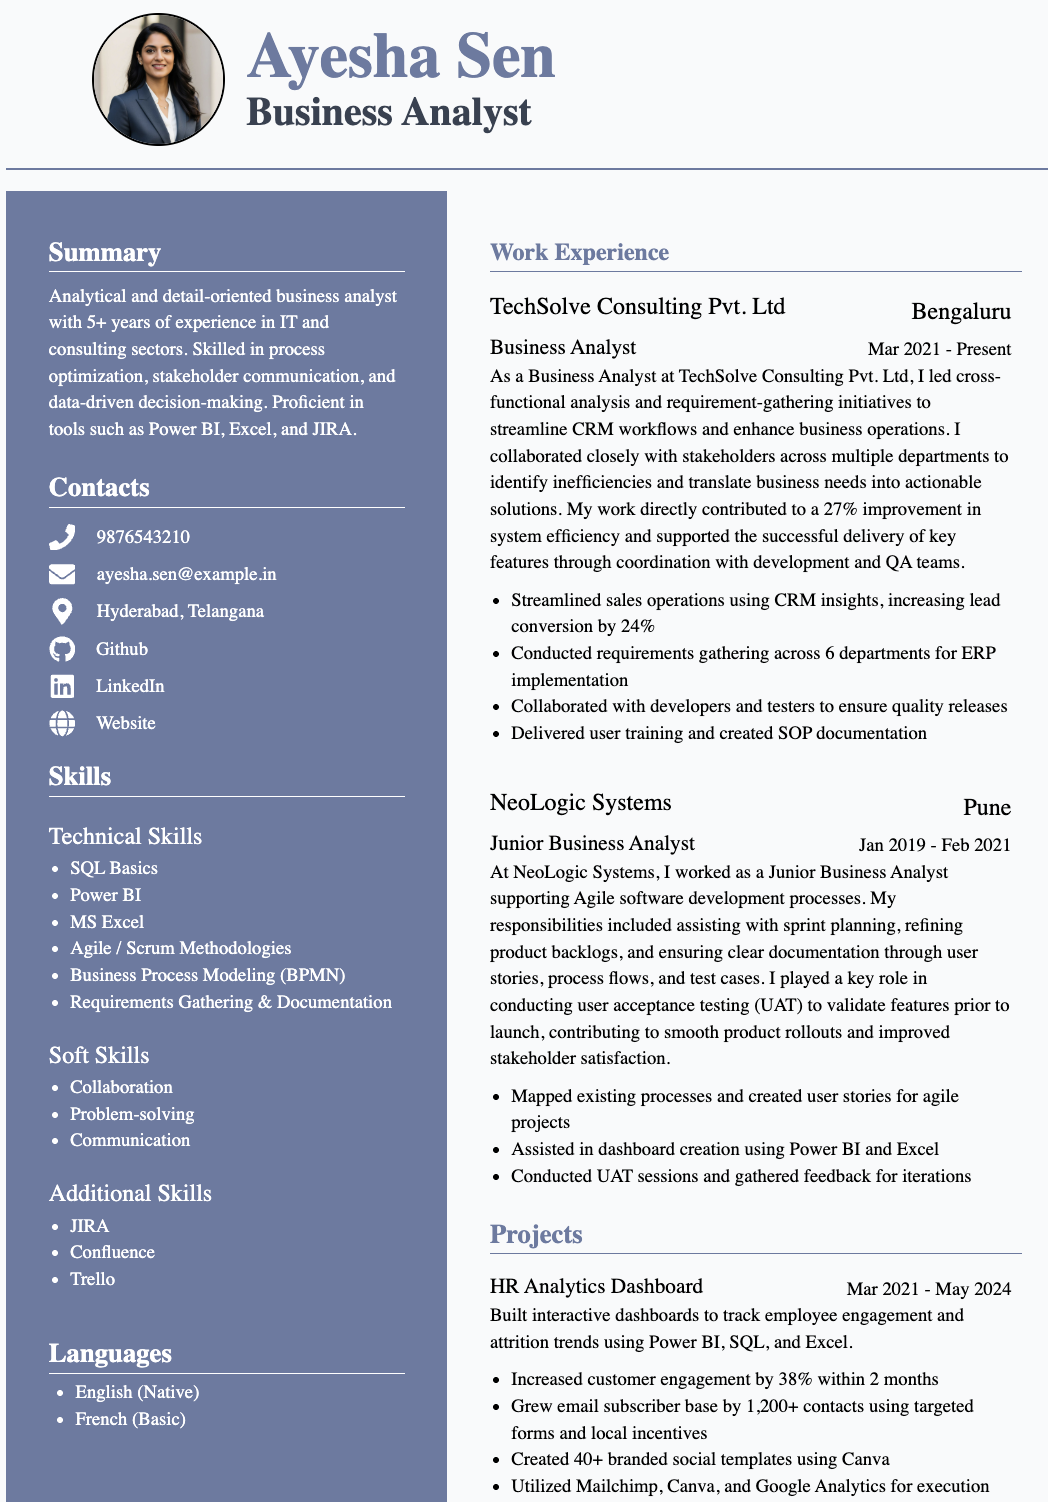 Ayesha Sen
Business Analyst
Summary
Analytical and detail-oriented business analyst
with 5+ years of experience in IT and
consulting sectors. Skilled in process
optimization, stakeholder communication, and
data-driven decision-making. Proficient in
tools such as Power BI, Excel, and JIRA.
Contacts
9876543210
ayesha.sen@example.in
Hyderabad, Telangana
Github
LinkedIn
Website
Skills
Technical Skills
• SQL Basics
• Power BI
• MS Excel
• Agile / Scrum Methodologies
• Business Process Modeling (BPMN)
• Requirements Gathering & Documentation
Soft Skills
• Collaboration
• Problem-solving
• Communication
Additional Skills
• JIRA
• Confluence
• Trello
Languages
• English (Native)
• French (Basic)
Work Experience
TechSolve Consulting Pvt. Ltd Bengaluru
Business Analyst Mar 2021 - Present
As a Business Analyst at TechSolve Consulting Pvt. Ltd, I led cross-
functional analysis and requirement-gathering initiatives to
streamline CRM workflows and enhance business operations. I
collaborated closely with stakeholders across multiple departments to
identify inefficiencies and translate business needs into actionable
solutions. My work directly contributed to a 27% improvement in
system efficiency and supported the successful delivery of key
features through coordination with development and QA teams.
• Streamlined sales operations using CRM insights, increasing lead
conversion by 24%
• Conducted requirements gathering across 6 departments for ERP
implementation
• Collaborated with developers and testers to ensure quality releases
• Delivered user training and created SOP documentation
NeoLogic Systems Pune
Junior Business Analyst Jan 2019 - Feb 2021
At NeoLogic Systems, I worked as a Junior Business Analyst
supporting Agile software development processes. My
responsibilities included assisting with sprint planning, refining
product backlogs, and ensuring clear documentation through user
stories, process flows, and test cases. I played a key role in
conducting user acceptance testing (UAT) to validate features prior to
launch, contributing to smooth product rollouts and improved
stakeholder satisfaction.
• Mapped existing processes and created user stories for agile
projects
• Assisted in dashboard creation using Power BI and Excel
• Conducted UAT sessions and gathered feedback for iterations
Projects
HR Analytics Dashboard Mar 2021 - May 2024
Built interactive dashboards to track employee engagement and
attrition trends using Power BI, SQL, and Excel.
• Increased customer engagement by 38% within 2 months
• Grew email subscriber base by 1,200+ contacts using targeted
forms and local incentives
• Created 40+ branded social templates using Canva
• Utilized Mailchimp, Canva, and Google Analytics for execution